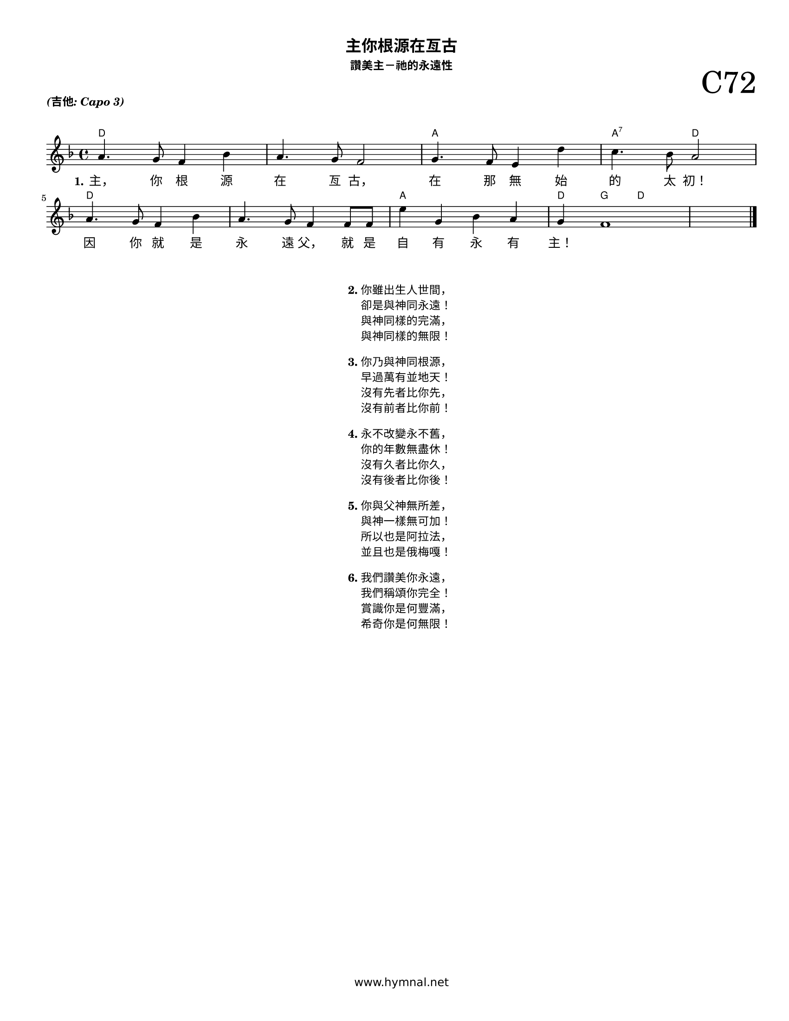 主你根源在亙古
讚美主－祂的永遠性
C72
(吉他: Capo 3)
D A A7 D
1. 主， 你 根 源 在 亙 古， 在 那 無 始 的 太 初！
5
D A D G D
因 你 就 是 永 遠 父， 就 是 自 有 永 有 主！
2. 你雖出生人世間，
卻是與神同永遠！
與神同樣的完滿，
與神同樣的無限！
3. 你乃與神同根源，
早過萬有並地天！
沒有先者比你先，
沒有前者比你前！
4. 永不改變永不舊，
你的年數無盡休！
沒有久者比你久，
沒有後者比你後！
5. 你與父神無所差，
與神一樣無可加！
所以也是阿拉法，
並且也是俄梅嘎！
6. 我們讚美你永遠，
我們稱頌你完全！
賞識你是何豐滿，
希奇你是何無限！
www.hymnal.net